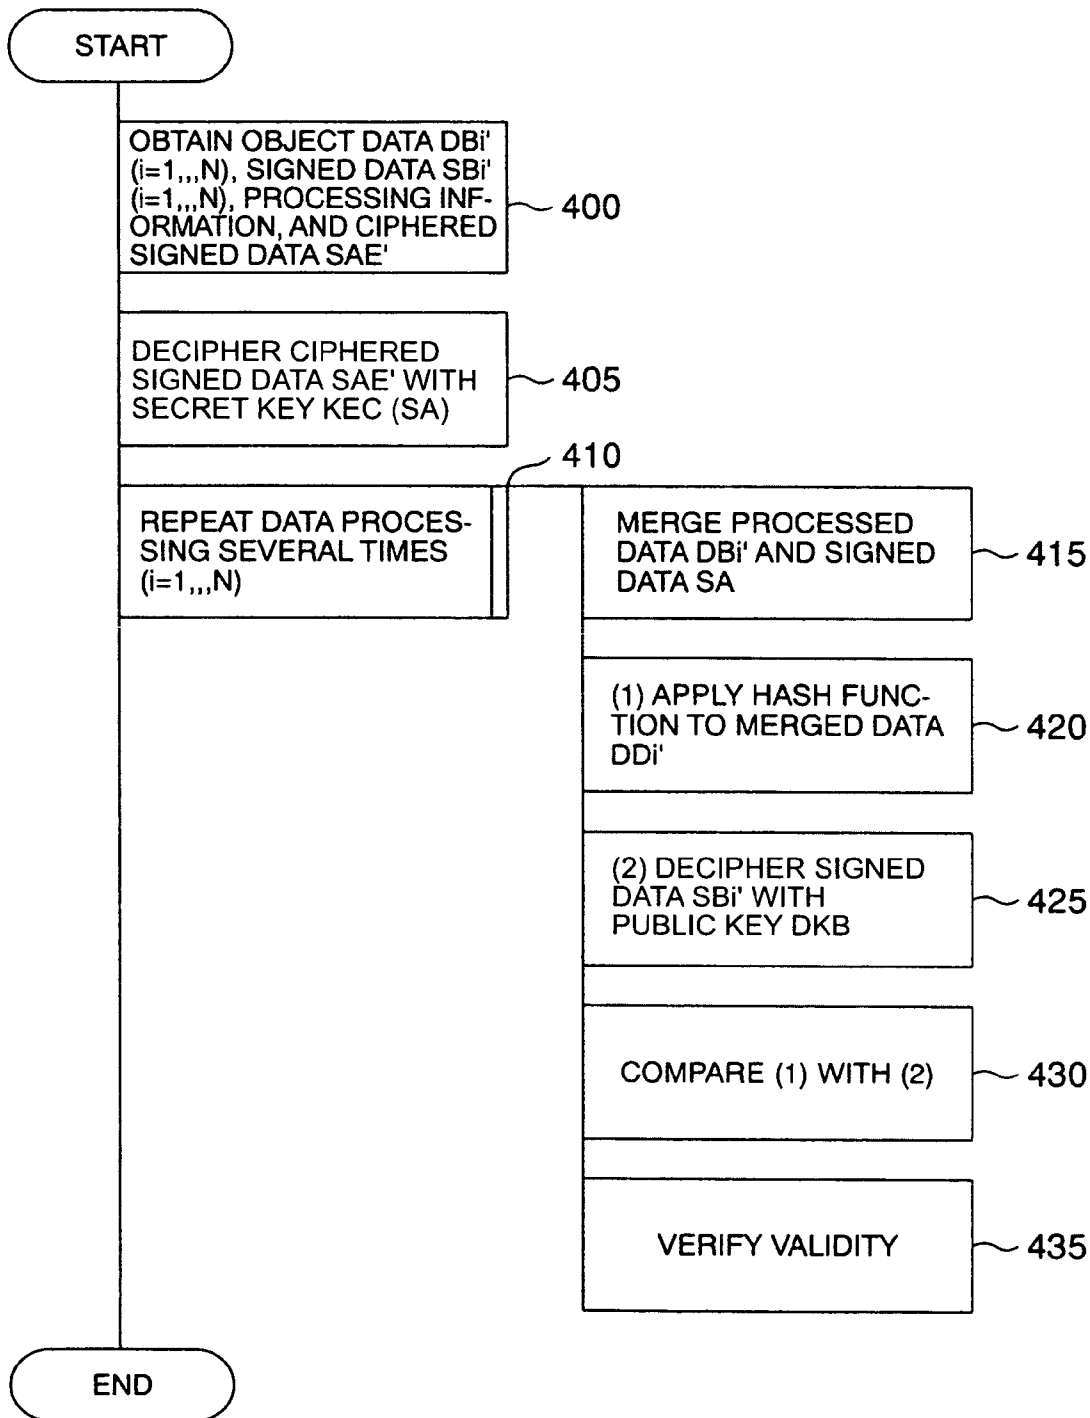 START
OBTAIN OBJECT DATA DBi'
(i=1,,,N), SIGNED DATA SBi'
(i=1,,,N), PROCESSING INF-
ORMATION, AND CIPHERED
SIGNED DATA SAE'
400
DECIPHER CIPHERED
SIGNED DATA SAE' WITH
SECRET KEY KEC (SA)
405
410
REPEAT DATA PROCES-
SING SEVERAL TIMES
(i=1,,,N)
MERGE PROCESSED
DATA DBi' AND SIGNED
DATA SA
415
(1) APPLY HASH FUNC-
TION TO MERGED DATA
DDi'
420
(2) DECIPHER SIGNED
DATA SBi' WITH
PUBLIC KEY DKB
425
COMPARE (1) WITH (2)
430
VERIFY VALIDITY
435
END